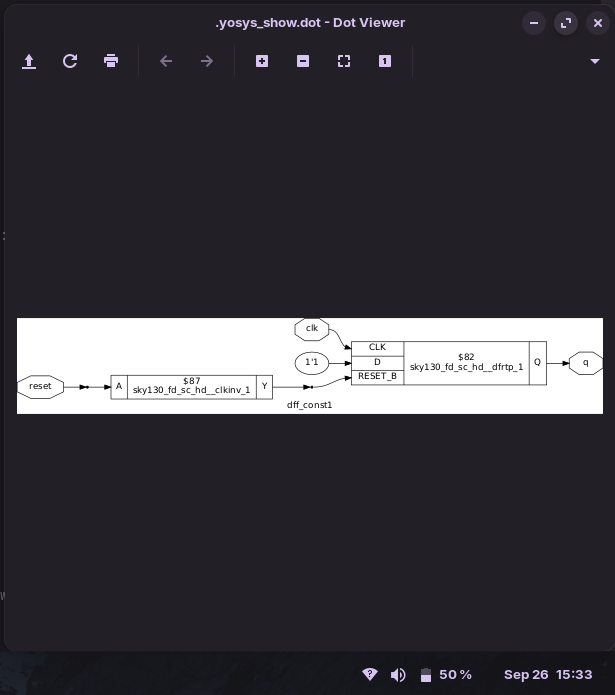 .yosys_show.dot - Dot Viewer
1
clk
CLK
1'1
D
$82
sky130_fd_sc_hd__dfrtp_1
Q
q
RESET_B
reset
A
$87
sky130_fd_sc_hd__clkinv_1
Y
dff_const1
50 %
Sep 26 15:33